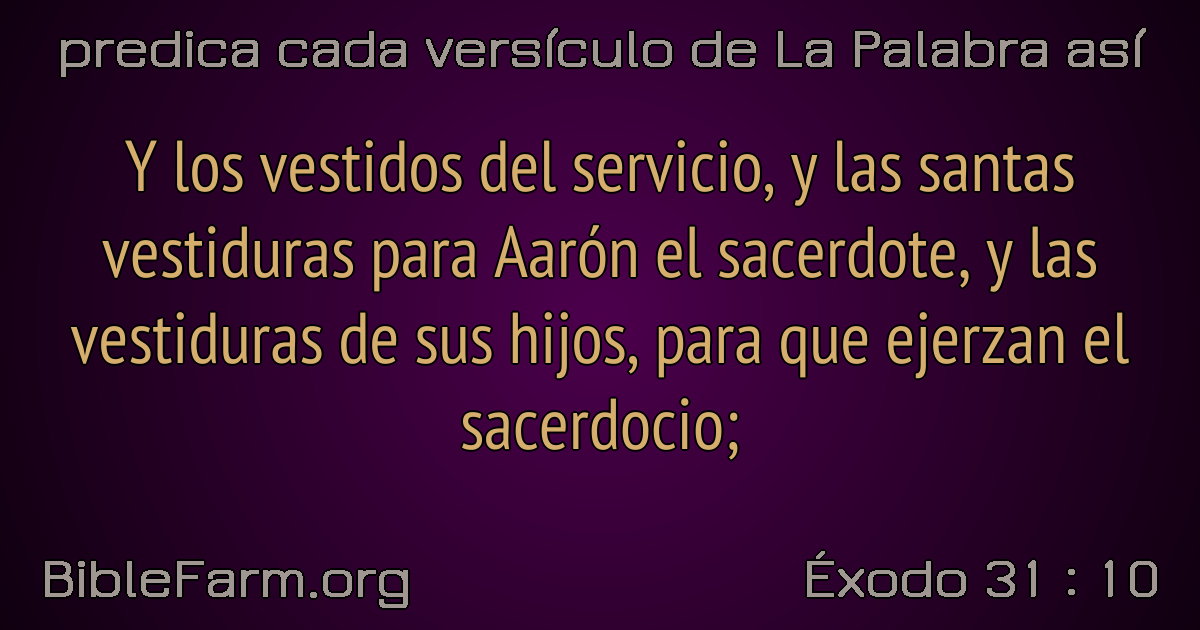 predica cada versículo de La Palabra así
Y los vestidos del servicio, y las santas
vestiduras para Aarón el sacerdote, y las
vestiduras de sus hijos, para que ejerzan el
sacerdocio;
BibleFarm.org
Éxodo 31 : 10